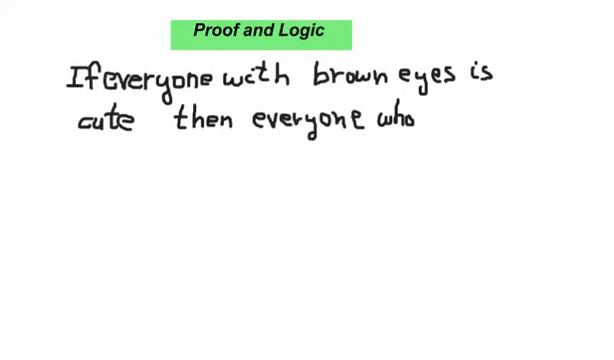 Proof and Logic
If everyone with brown eyes is
cute then everyone who